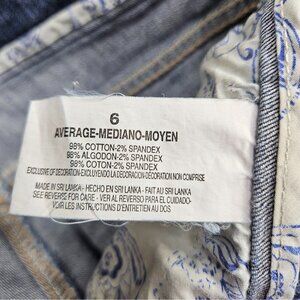 6
AVERAGE-MEDIANO-MOYEN
98% COTTON-2% SPANDEX
98% ALGODON-2% SPANDEX
98% COTON-2% SPANDEX
EXCLUSIVE OF DECORATION-EXCLUYENDO LA DECORACION-DÉCORATION NON COMPRISE
MADE IN SRI LANKA - HECHO EN SRI LANKA - FAIT AU SRI LANKA
SEE REVERSE FOR CARE - VER AL REVERSO PARA EL CUIDADO-
VOIR LES INSTRUCTIONS D'ENTRETIEN AU DOS